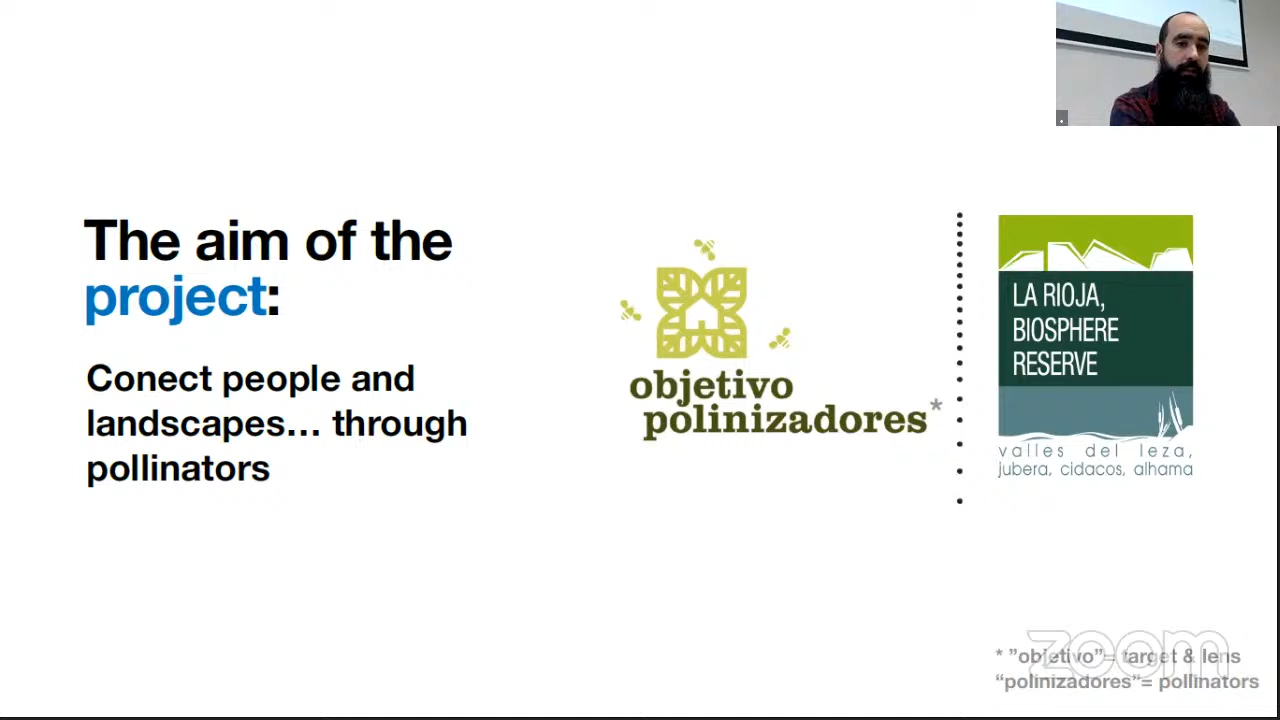 The aim of the
project:
Conect people and
landscapes... through
pollinators
objetivo
polinizadores*
LA RIOJA,
BIOSPHERE
RESERVE
valles del leza,
jubera, cidacos, alhama
zoom
* ”objetivo”= target & lens
“polinizadores”= pollinators